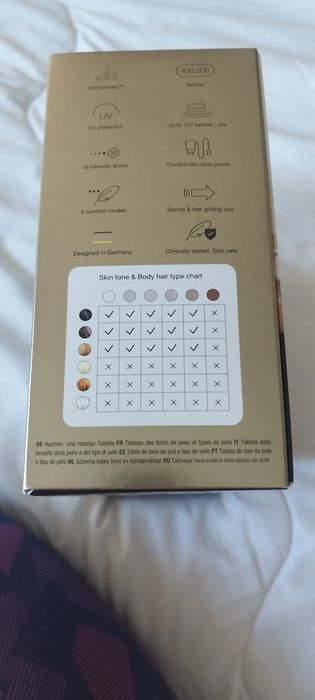 SensoAdapt™
400,000
flashes
UV
UV protection
Up to 125 flashes / min.
10
10 intensity levels
Corded non-stop power
3 comfort modes
Stamp & fast gliding use
Designed in Germany
Clinically tested. Skin safe
Skin tone & Body hair type chart
DE Hautton- und Haartyp-Tabelle FR Tableau des teints de peau et types de poils IT Tabella della
tonalità della pelle e del tipo di pelo ES Tabla de tono de piel y tipo de vello PT Tabela do tom de pele
e tipo de pelo NL Schema types teint en lichaamshaar RU Таблица тона кожи и типа волос на теле